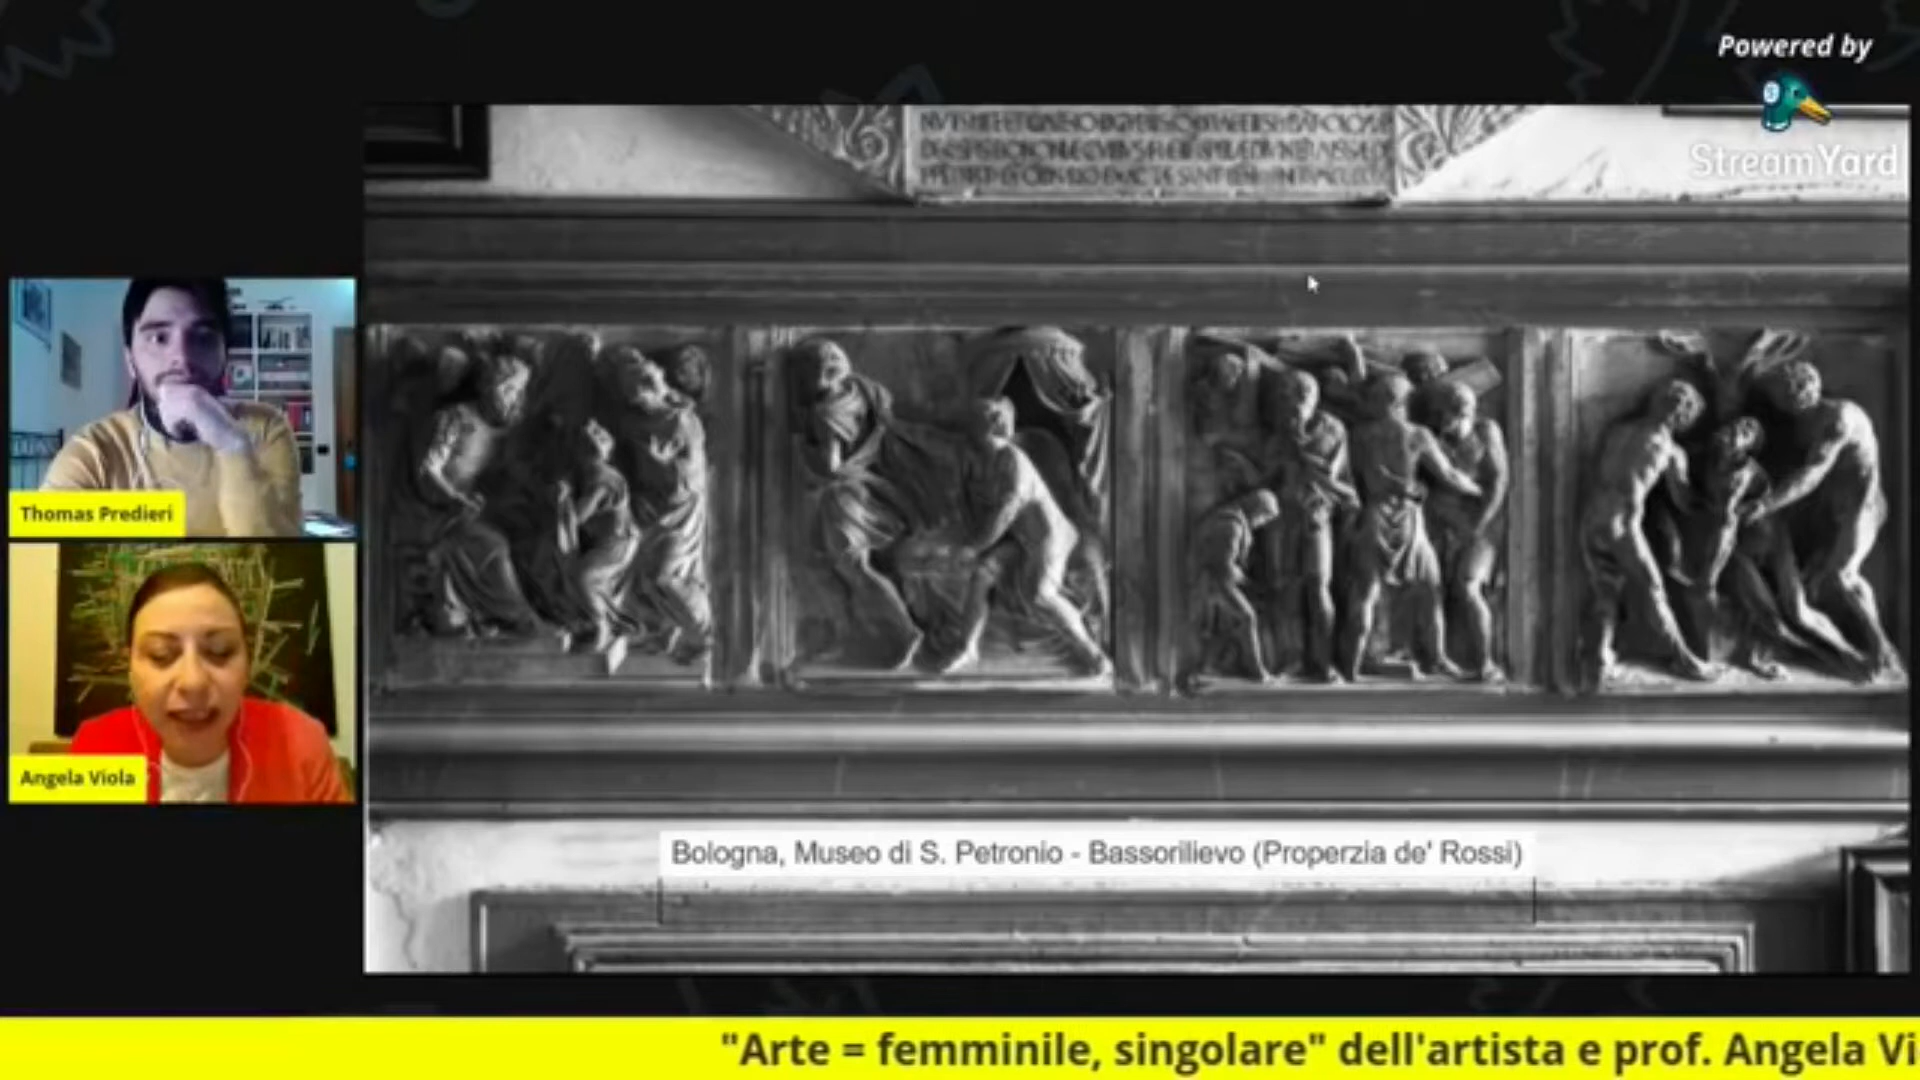 Powered by
StreamYard
Thomas Predieri
Angela Viola
Bologna, Museo di S. Petronio - Bassorilievo (Properzia de' Rossi)
"Arte = femminile, singolare" dell'artista e prof. Angela Vi